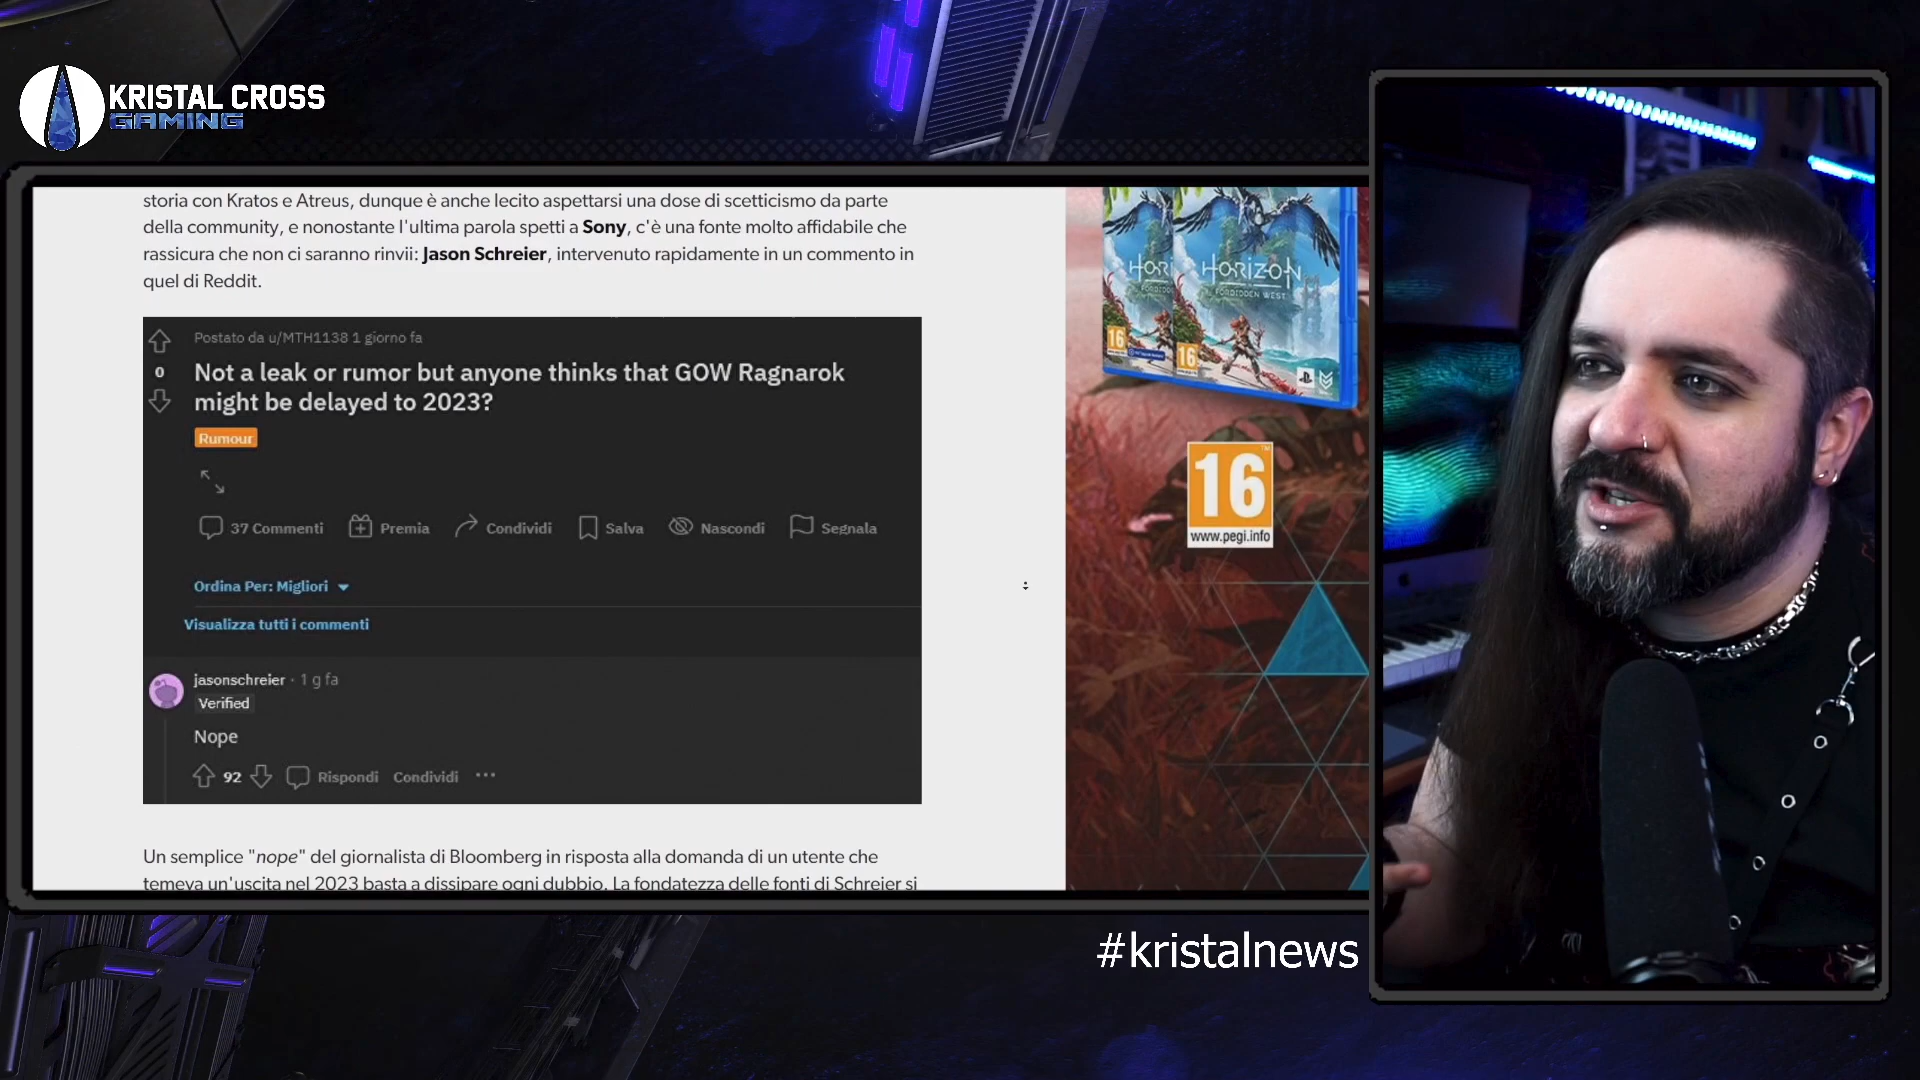 KRISTAL CROSS
GAMING
storia con Kratos e Atreus, dunque è anche lecito aspettarsi una dose di scetticismo da parte
della community, e nonostante l'ultima parola spetti a Sony, c'è una fonte molto affidabile che
rassicura che non ci saranno rinvii: Jason Schreier, intervenuto rapidamente in un commento in
quel di Reddit.
Postato da u/MTH1138 1 giorno fa
0
Not a leak or rumor but anyone thinks that GOW Ragnarok
might be delayed to 2023?
Rumour
37 Commenti Premia Condividi Salva Nascondi Segnala
Ordina Per: Migliori
Visualizza tutti i commenti
jasonschreier · 1 g fa
Verified
Nope
92 Rispondi Condividi ···
Un semplice "nope" del giornalista di Bloomberg in risposta alla domanda di un utente che
temeva un'uscita nel 2023 basta a dissipare ogni dubbio. La fondatezza delle fonti di Schreier si
HORI
HORIZON
FORBIDDEN WEST
16
16
16
www.pegi.info
#kristalnews